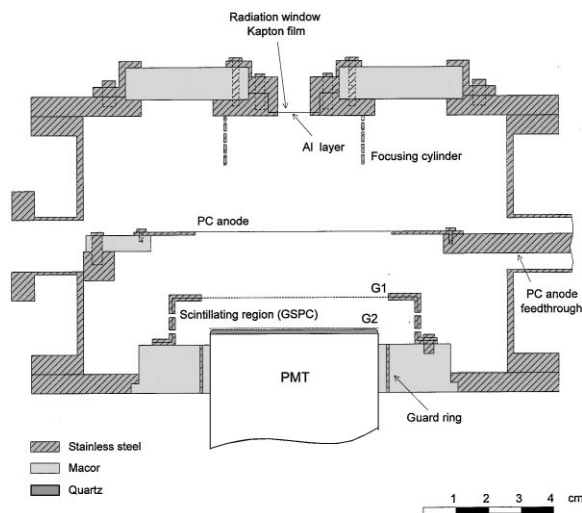 Radiation window
Kapton film
Al layer
Focusing cylinder
PC anode
G1
PC anode
feedthrough
Scintillating region (GSPC)
G2
PMT
Guard ring
Stainless steel
Macor
Quartz
1 2 3 4 cm